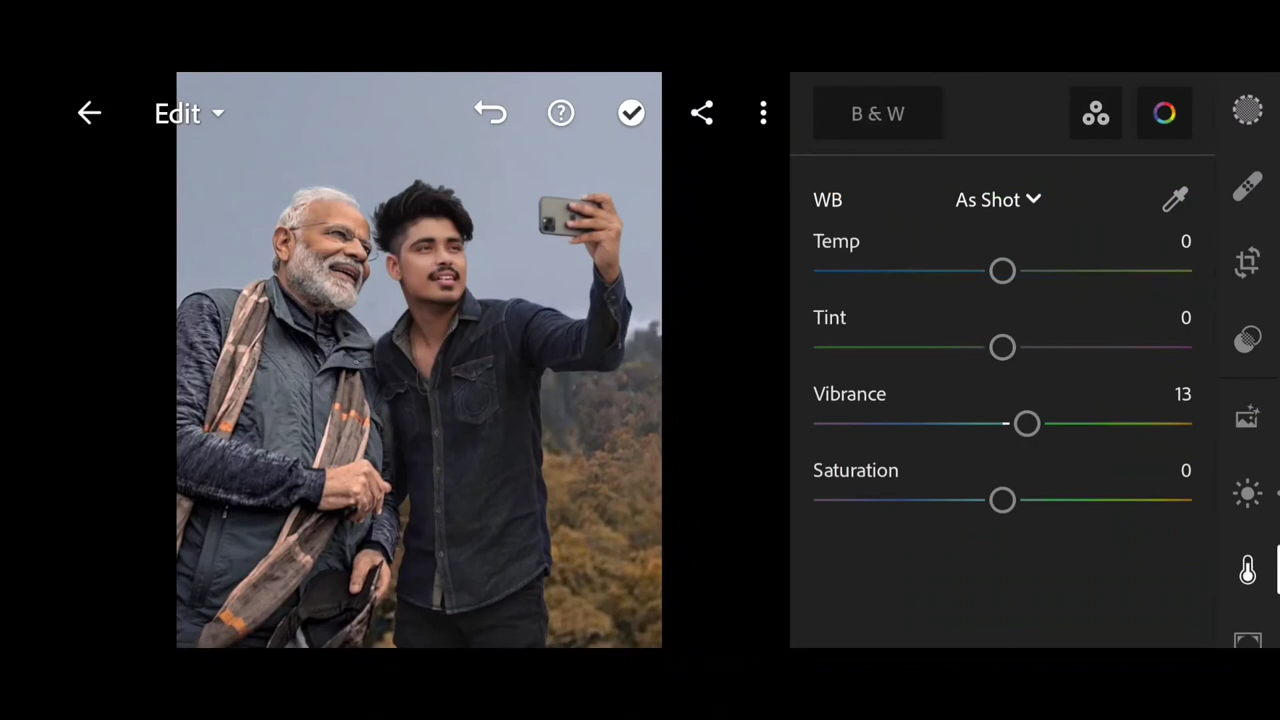 Edit
B & W
WB As Shot
Temp 0
Tint 0
Vibrance 13
Saturation 0